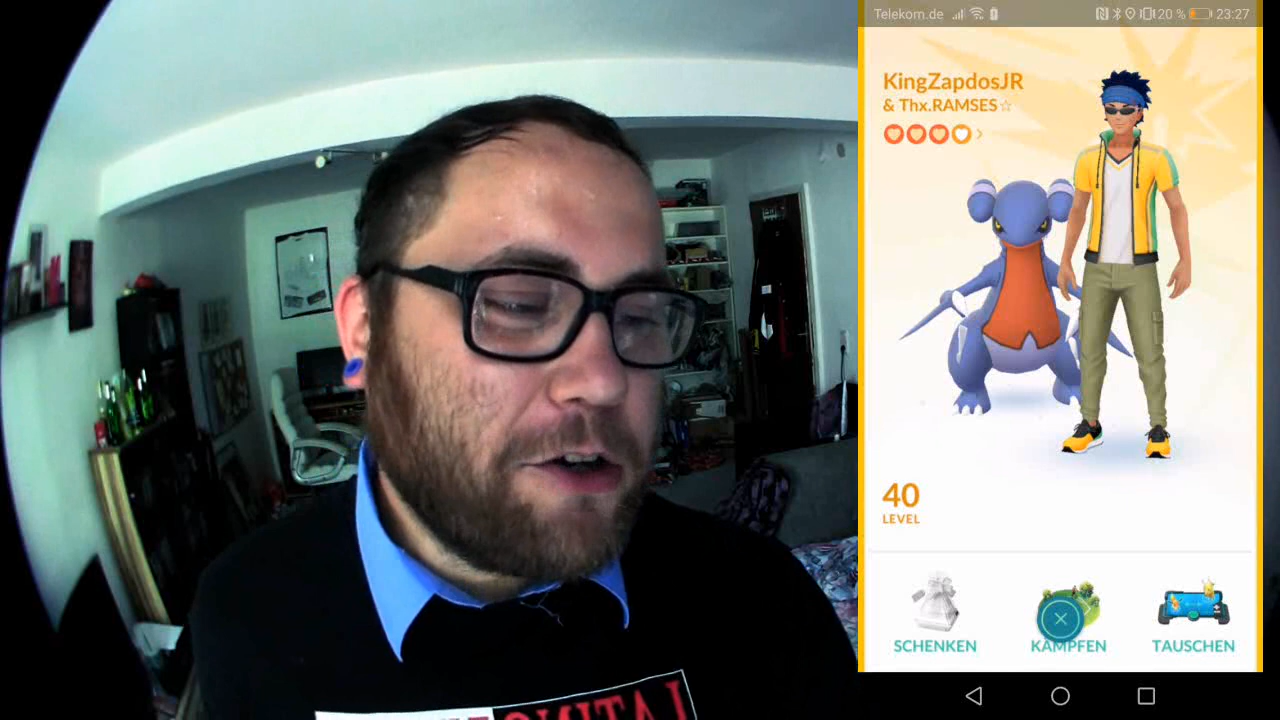 Telekom.de 20 % 23:27
KingZapdosJR
& Thx.RAMSES☆
40
LEVEL
SCHENKEN KÄMPFEN TAUSCHEN